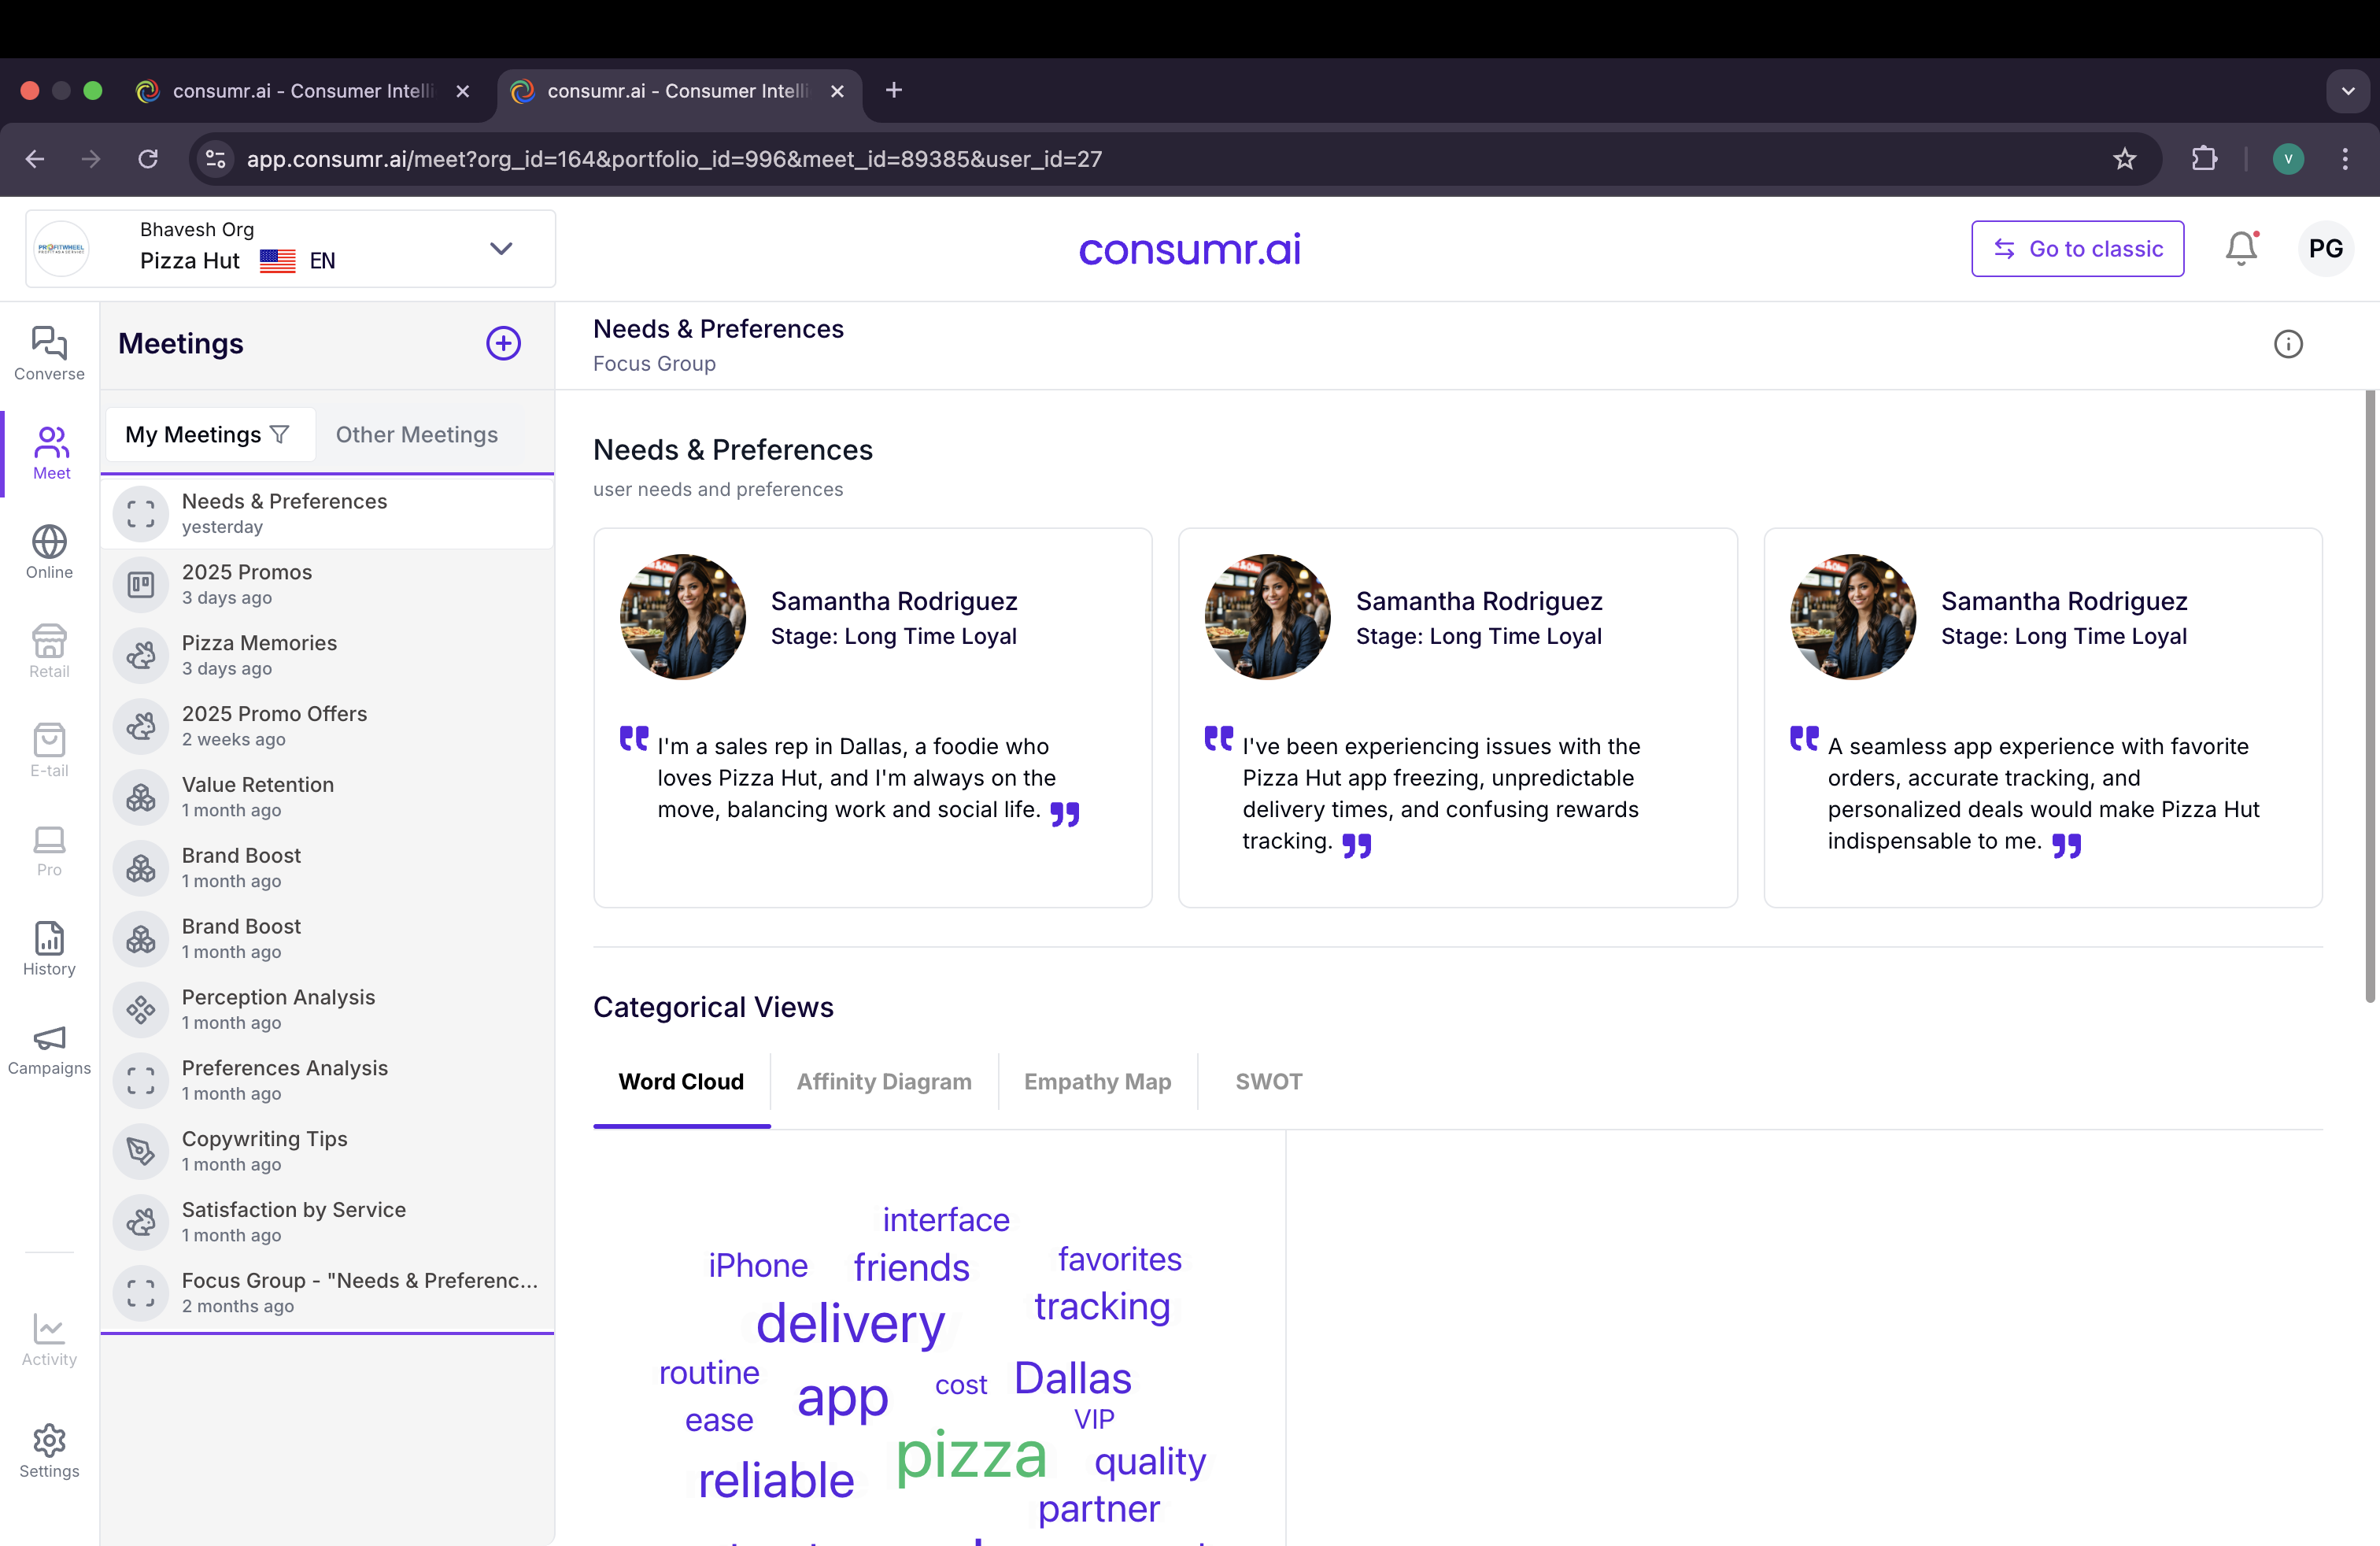 consumr.ai - Consumer Intelli
consumr.ai - Consumer Intelli
app.consumr.ai/meet?org_id=164&portfolio_id=996&meet_id=89385&user_id=27
V
PROFITWHEEL
Bhavesh Org
Pizza Hut EN
consumr.ai
Go to classic
PG
Converse
Meet
Online
Retail
E-tail
Pro
History
Campaigns
Activity
Settings
Meetings
My Meetings
Other Meetings
Needs & Preferences
yesterday
2025 Promos
3 days ago
Pizza Memories
3 days ago
2025 Promo Offers
2 weeks ago
Value Retention
1 month ago
Brand Boost
1 month ago
Brand Boost
1 month ago
Perception Analysis
1 month ago
Preferences Analysis
1 month ago
Copywriting Tips
1 month ago
Satisfaction by Service
1 month ago
Focus Group - "Needs & Preferenc...
2 months ago
Needs & Preferences
Focus Group
Needs & Preferences
user needs and preferences
Samantha Rodriguez
Stage: Long Time Loyal
I'm a sales rep in Dallas, a foodie who
loves Pizza Hut, and I'm always on the
move, balancing work and social life.
Samantha Rodriguez
Stage: Long Time Loyal
I've been experiencing issues with the
Pizza Hut app freezing, unpredictable
delivery times, and confusing rewards
tracking.
Samantha Rodriguez
Stage: Long Time Loyal
A seamless app experience with favorite
orders, accurate tracking, and
personalized deals would make Pizza Hut
indispensable to me.
Categorical Views
Word Cloud
Affinity Diagram
Empathy Map
SWOT
interface
iPhone
friends
favorites
tracking
delivery
routine
app
cost
Dallas
ease
VIP
pizza
quality
reliable
partner